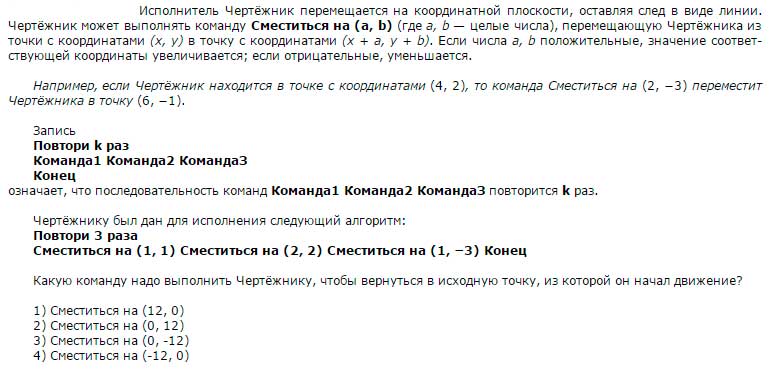 Исполнитель Чертёжник перемещается на координатной плоскости, оставляя след в виде линии.
Чертёжник может выполнять команду Сместиться на (a, b) (где a, b — целые числа), перемещающую Чертёжника из
точки с координатами (x, y) в точку с координатами (x + a, y + b). Если числа a, b положительные, значение соответ-
ствующей координаты увеличивается; если отрицательные, уменьшается.
Например, если Чертёжник находится в точке с координатами (4, 2), то команда Сместиться на (2, −3) переместит
Чертёжника в точку (6, −1).
Запись
Повтори k раз
Команда1 Команда2 Команда3
Конец
означает, что последовательность команд Команда1 Команда2 Команда3 повторится k раз.
Чертёжнику был дан для исполнения следующий алгоритм:
Повтори 3 раза
Сместиться на (1, 1) Сместиться на (2, 2) Сместиться на (1, −3) Конец
Какую команду надо выполнить Чертёжнику, чтобы вернуться в исходную точку, из которой он начал движение?
1) Сместиться на (12, 0)
2) Сместиться на (0, 12)
3) Сместиться на (0, -12)
4) Сместиться на (-12, 0)